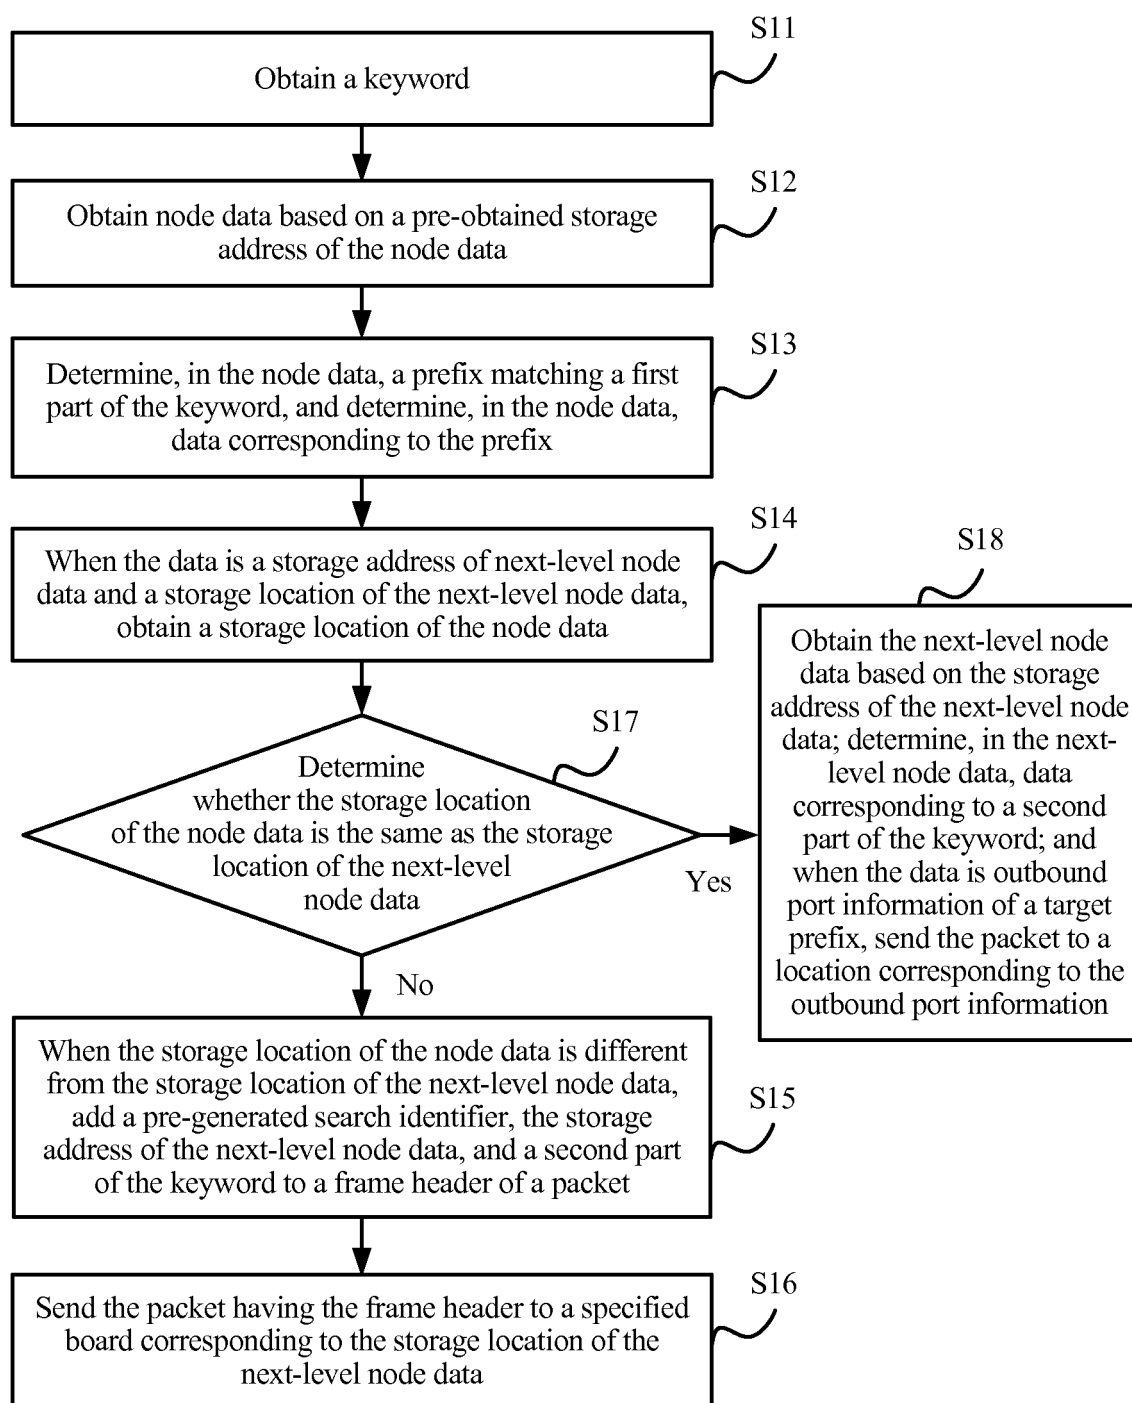 S11
Obtain a keyword
S12
Obtain node data based on a pre-obtained storage
address of the node data
S13
Determine, in the node data, a prefix matching a first
part of the keyword, and determine, in the node data,
data corresponding to the prefix
S14
When the data is a storage address of next-level node
data and a storage location of the next-level node data,
obtain a storage location of the node data
S17
Determine
whether the storage location
of the node data is the same as the storage
location of the next-level
node data
Yes
No
S18
Obtain the next-level node
data based on the storage
address of the next-level node
data; determine, in the next-
level node data, data
corresponding to a second
part of the keyword; and
when the data is outbound
port information of a target
prefix, send the packet to a
location corresponding to the
outbound port information
S15
When the storage location of the node data is different
from the storage location of the next-level node data,
add a pre-generated search identifier, the storage
address of the next-level node data, and a second part
of the keyword to a frame header of a packet
S16
Send the packet having the frame header to a specified
board corresponding to the storage location of the
next-level node data